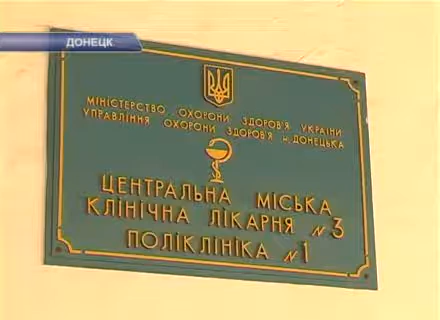 ДОНЕЦК
МІНІСТЕРСТВО ОХОРОНИ ЗДОРОВ'Я УКРАЇНИ
УПРАВЛІННЯ ОХОРОНИ ЗДОРОВ'Я м. ДОНЕЦЬКА
ЦЕНТРАЛЬНА МІСЬКА
КЛІНІЧНА ЛІКАРНЯ №3
ПОЛІКЛІНІКА №1